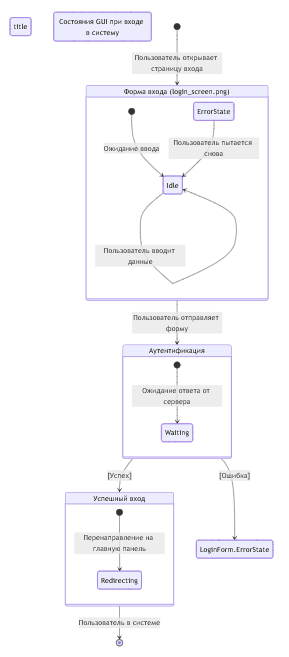 title
Состояния GUI при входе
в систему
Пользователь открывает
страницу входа
Форма входа (login_screen.png)
ErrorState
Ожидание ввода
Пользователь пытается
снова
Idle
Пользователь вводит
данные
Пользователь отправляет
форму
Аутентификация
Ожидание ответа от
сервера
Waiting
[Успех]
[Ошибка]
Успешный вход
Перенаправление на
главную панель
LoginForm.ErrorState
Redirecting
Пользователь в системе